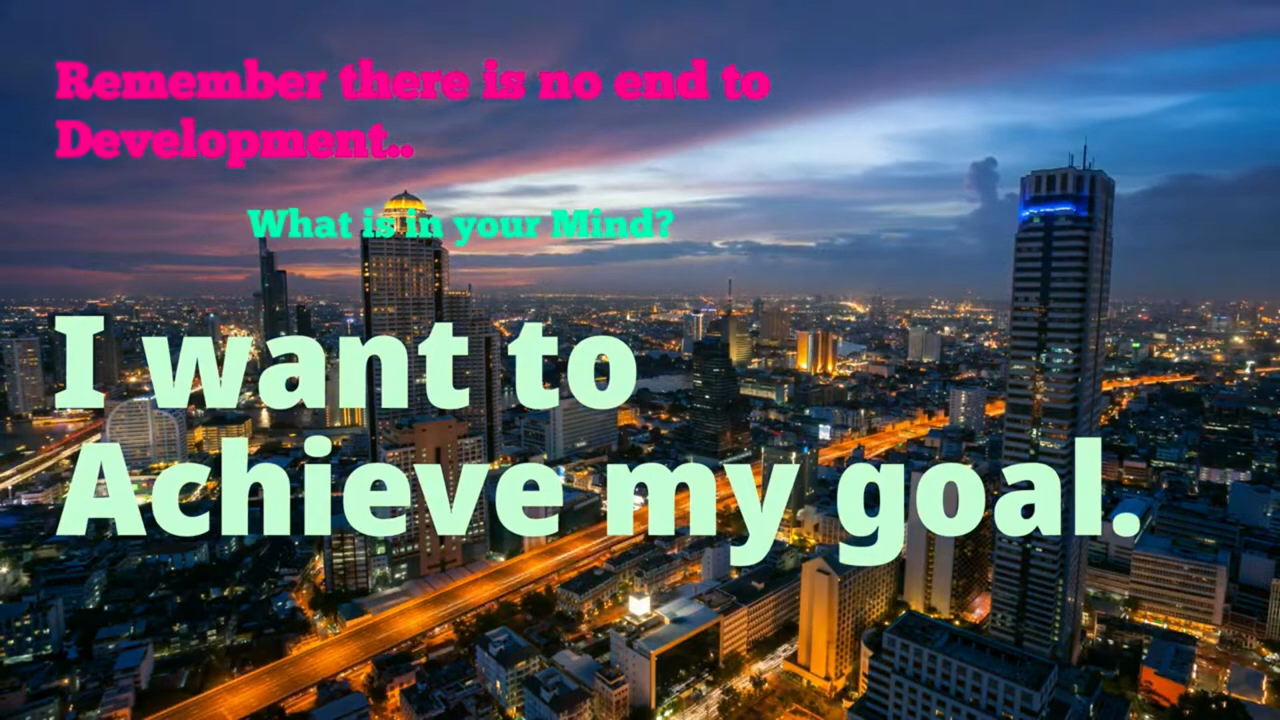 Remember there is no end to
Development..
What is in your Mind?
I want to
Achieve my goal.